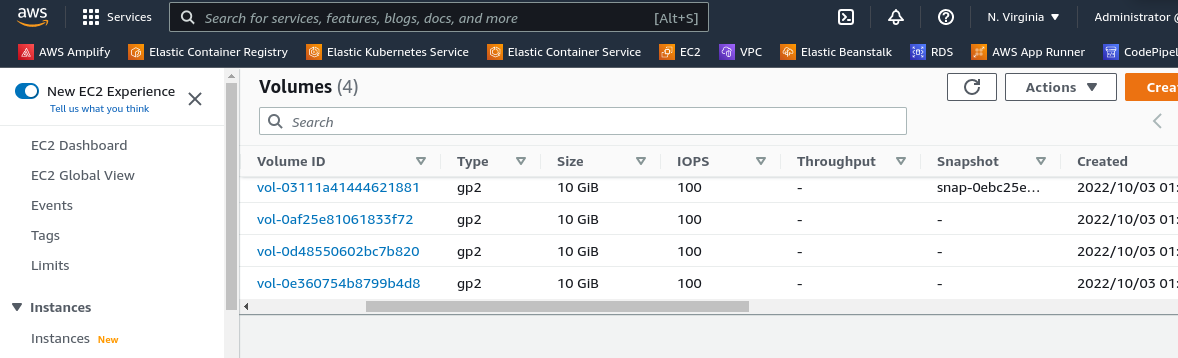 aws Services Search for services, features, blogs, docs, and more [Alt+S] N. Virginia Administrator
AWS Amplify Elastic Container Registry Elastic Kubernetes Service Elastic Container Service EC2 VPC Elastic Beanstalk RDS AWS App Runner CodePipel
New EC2 Experience
Tell us what you think
EC2 Dashboard
EC2 Global View
Events
Tags
Limits
Instances
Instances New
Volumes (4) Actions Crea
Search
Volume ID Type Size IOPS Throughput Snapshot Created
vol-03111a41444621881 gp2 10 GiB 100 - snap-0ebc25e... 2022/10/03 01:
vol-0af25e81061833f72 gp2 10 GiB 100 - - 2022/10/03 01:
vol-0d48550602bc7b820 gp2 10 GiB 100 - - 2022/10/03 01:
vol-0e360754b8799b4d8 gp2 10 GiB 100 - - 2022/10/03 01: